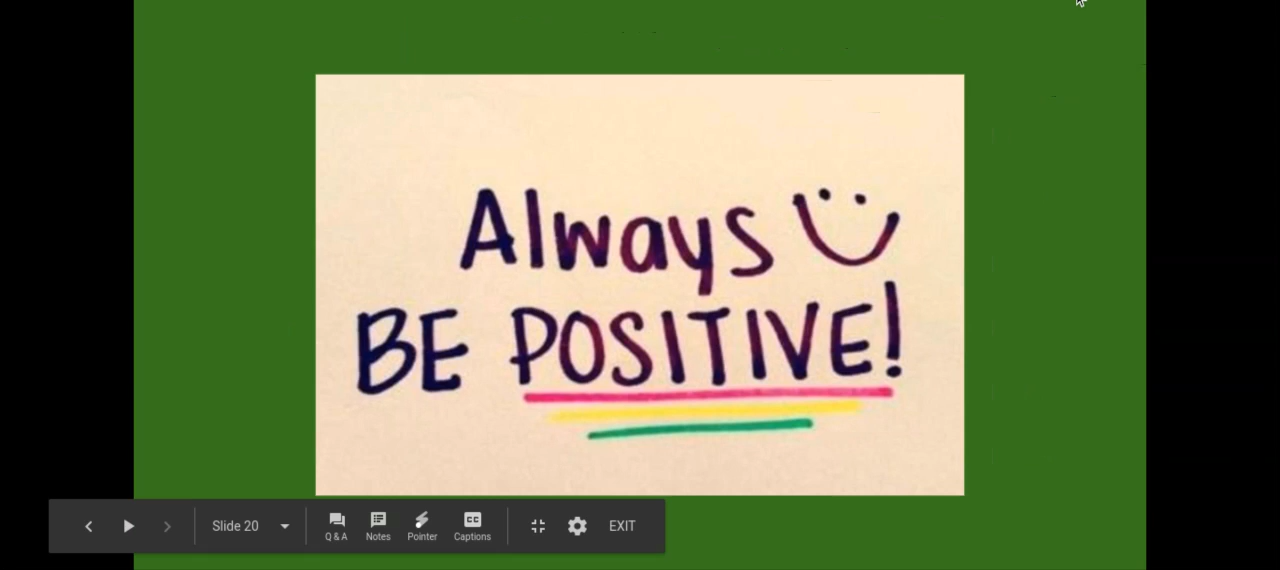 Always
BE POSITIVE!
Slide 20
Q & A
Notes
Pointer
Captions
EXIT